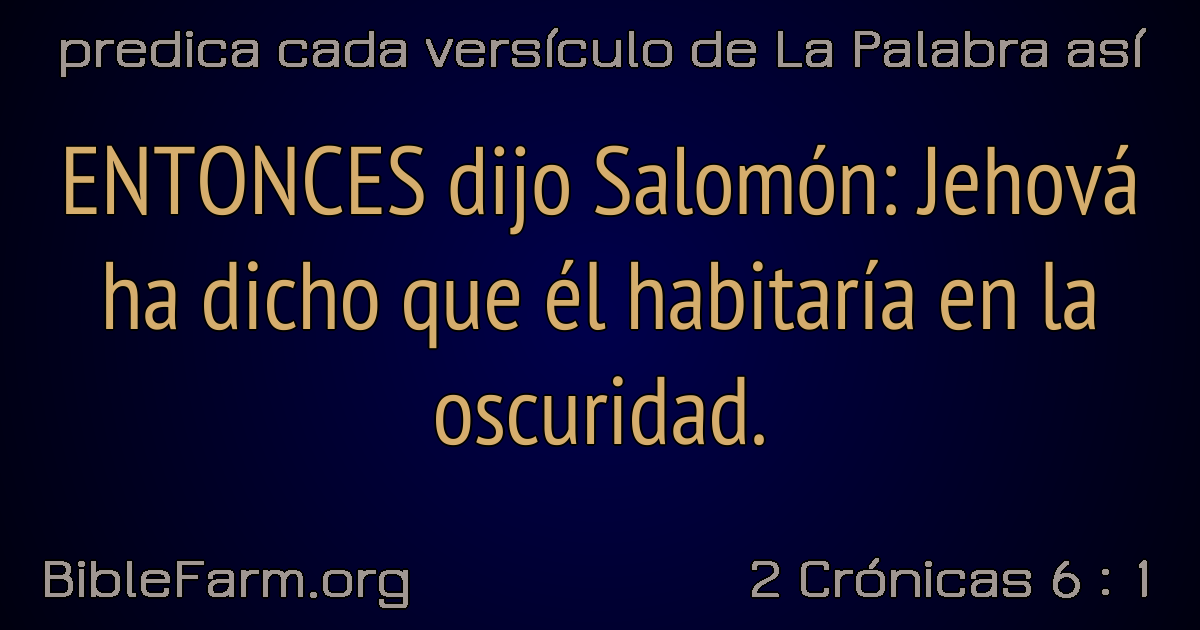 predica cada versículo de La Palabra así
ENTONCES dijo Salomón: Jehová
ha dicho que él habitaría en la
oscuridad.
BibleFarm.org
2 Crónicas 6 : 1